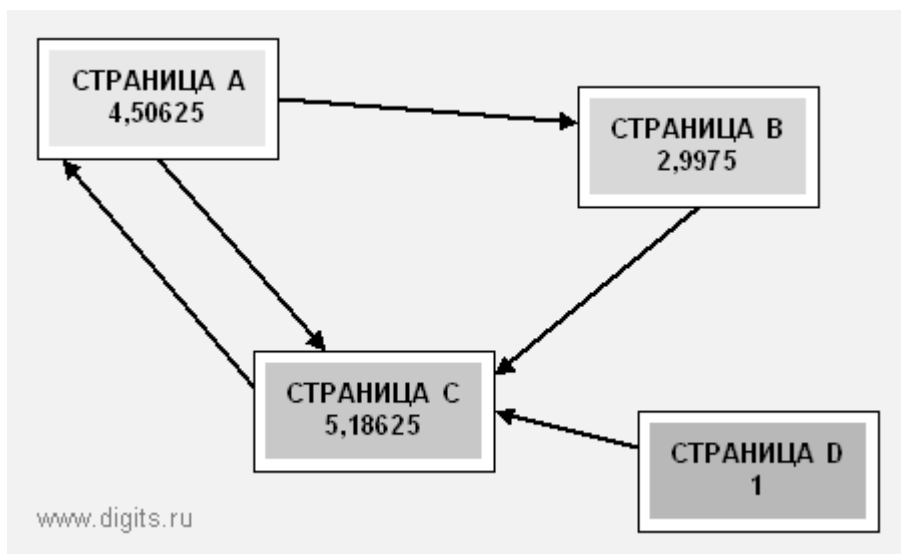 СТРАНИЦА A
4,50625
СТРАНИЦА B
2,9975
СТРАНИЦА C
5,18625
СТРАНИЦА D
1
www.digits.ru